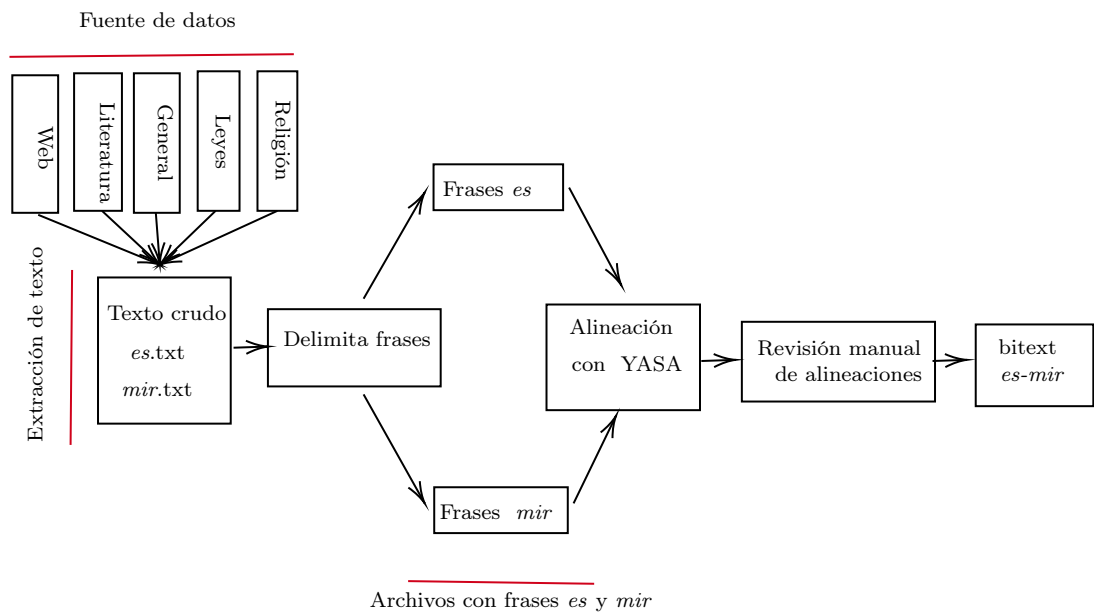 Fuente de datos
Web
Literatura
General
Leyes
Religión
Extracción de texto
Texto crudo
es.txt
mir.txt
Delimita frases
Frases es
Frases mir
Alineación
con YASA
Revisión manual
de alineaciones
bitext
es-mir
Archivos con frases es y mir